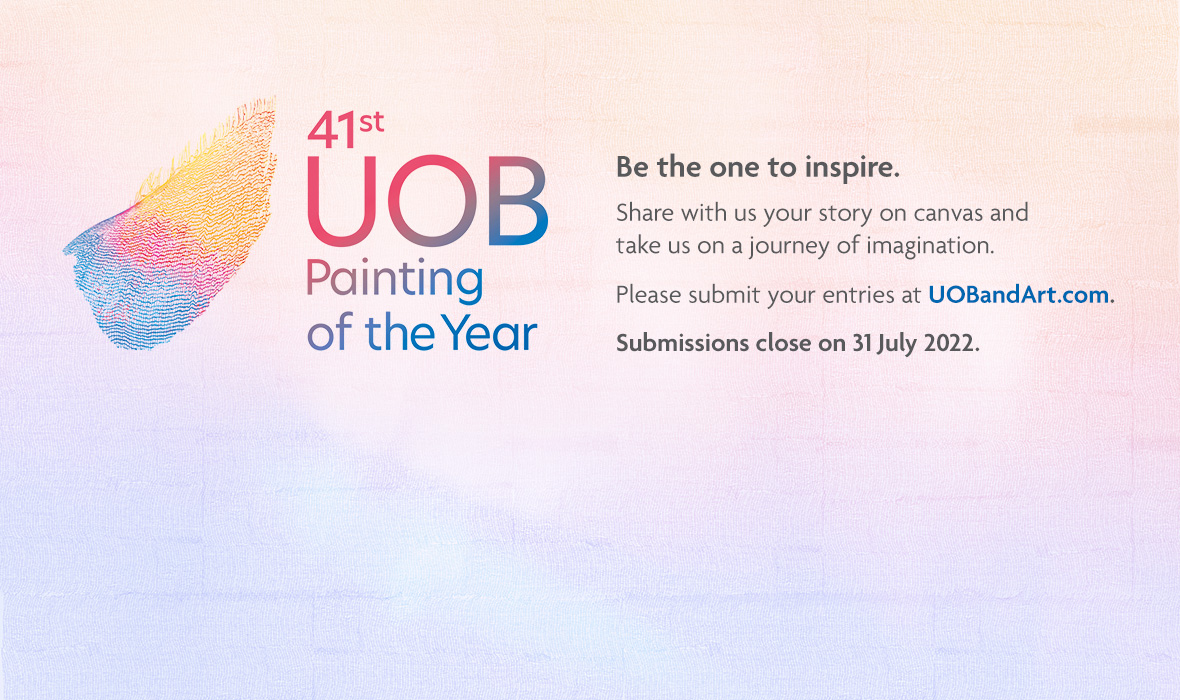 41st
UOB
Painting
of the Year
Be the one to inspire.
Share with us your story on canvas and
take us on a journey of imagination.
Please submit your entries at UOBandArt.com.
Submissions close on 31 July 2022.